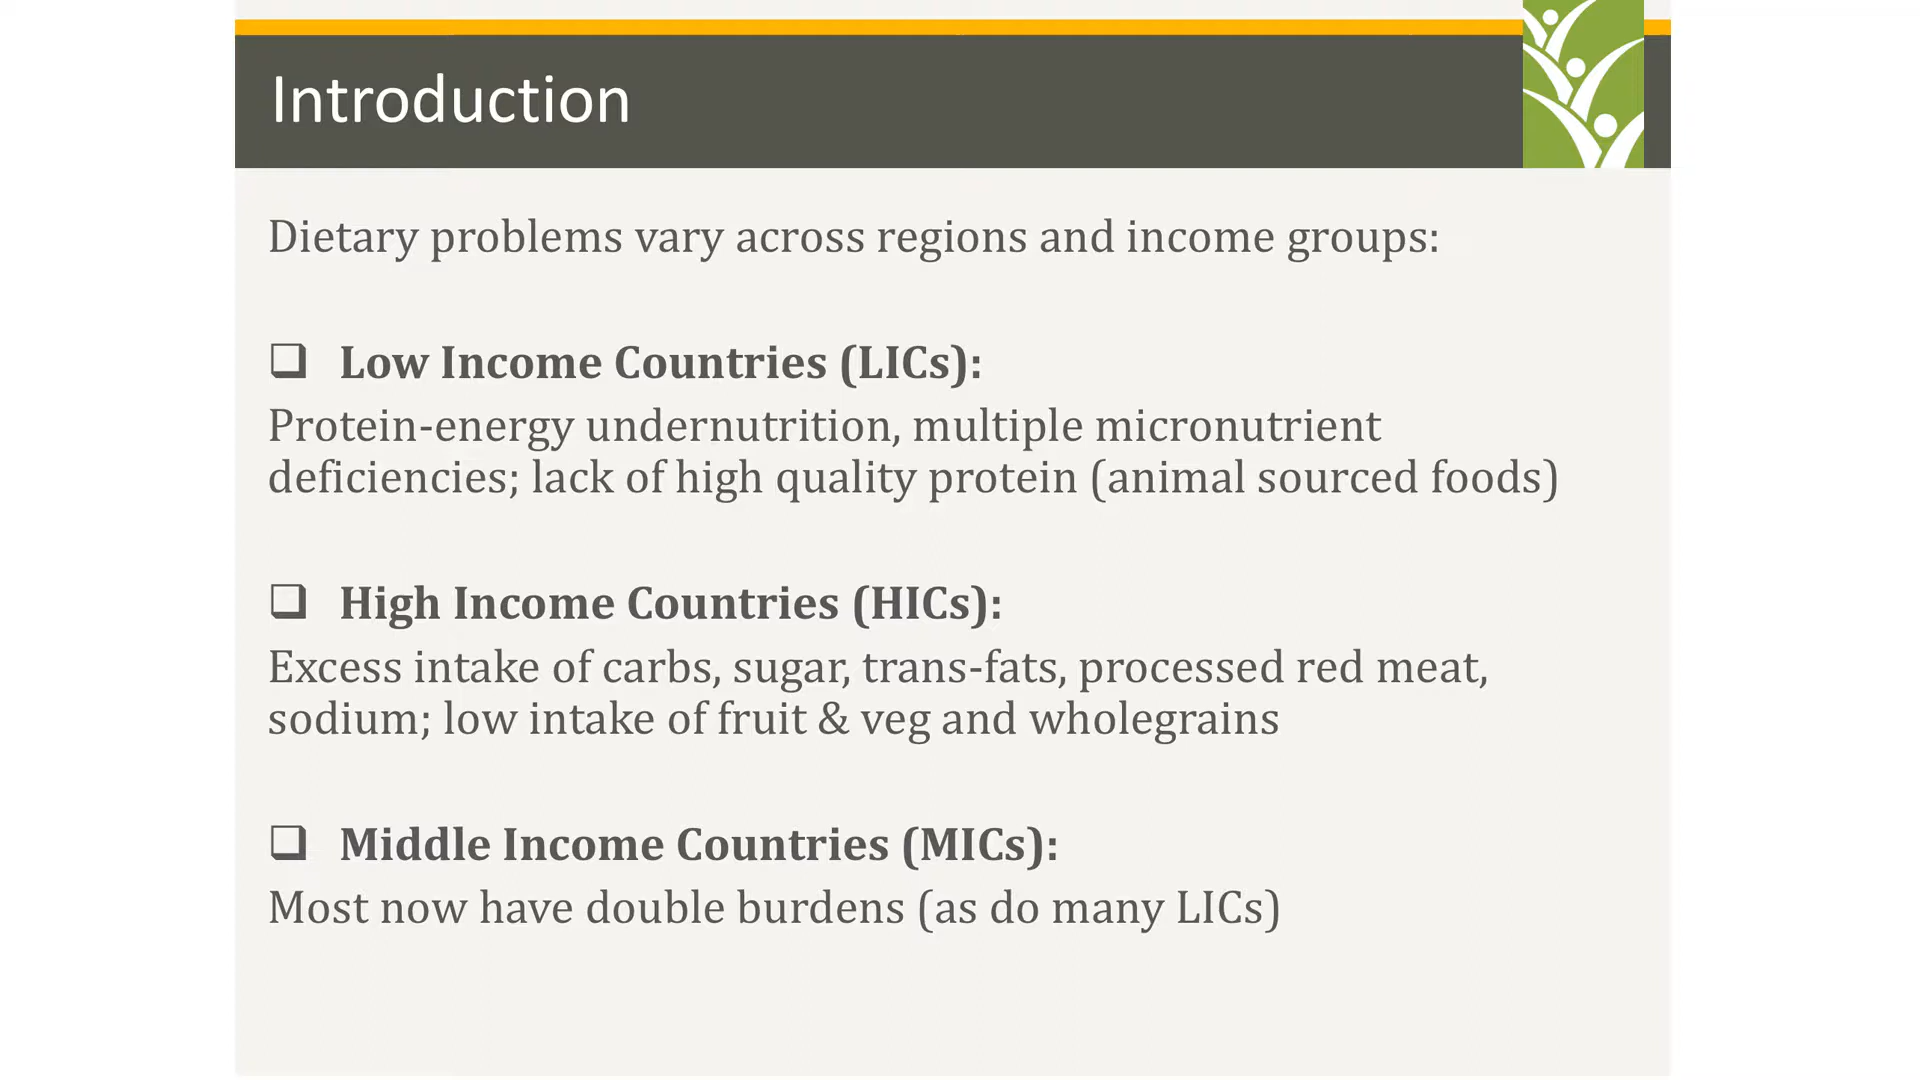 Introduction
Dietary problems vary across regions and income groups:
❑ Low Income Countries (LICs):
Protein-energy undernutrition, multiple micronutrient
deficiencies; lack of high quality protein (animal sourced foods)
❑ High Income Countries (HICs):
Excess intake of carbs, sugar, trans-fats, processed red meat,
sodium; low intake of fruit & veg and wholegrains
❑ Middle Income Countries (MICs):
Most now have double burdens (as do many LICs)